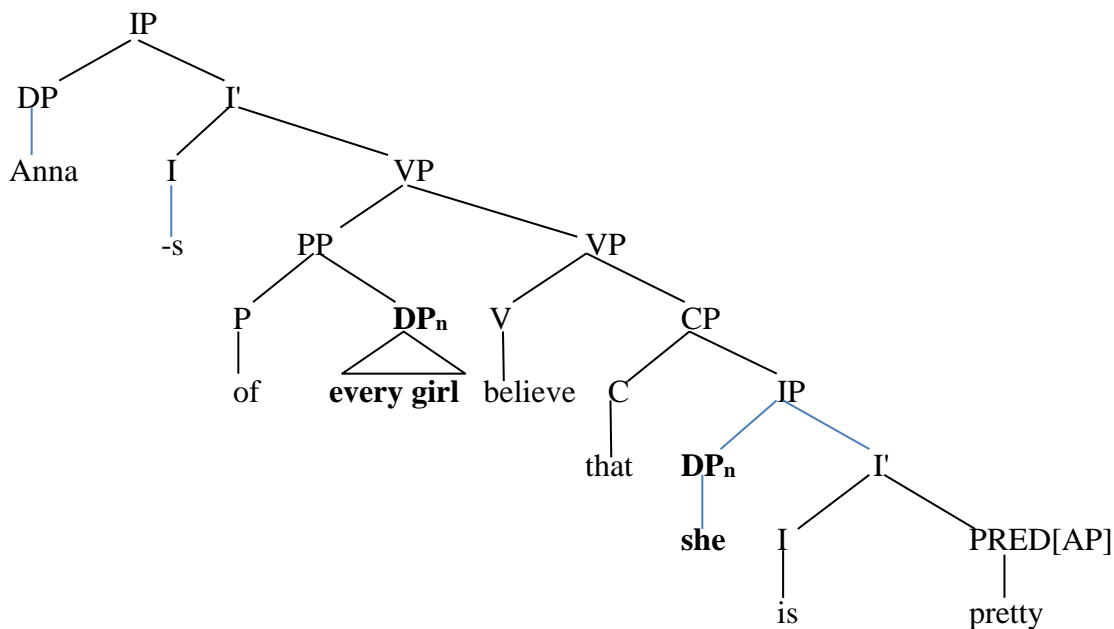 IP
DP I'
Anna I VP
-s PP VP
P DPn V CP
of every girl believe C IP
that DPn I'
she I PRED[AP]
is pretty